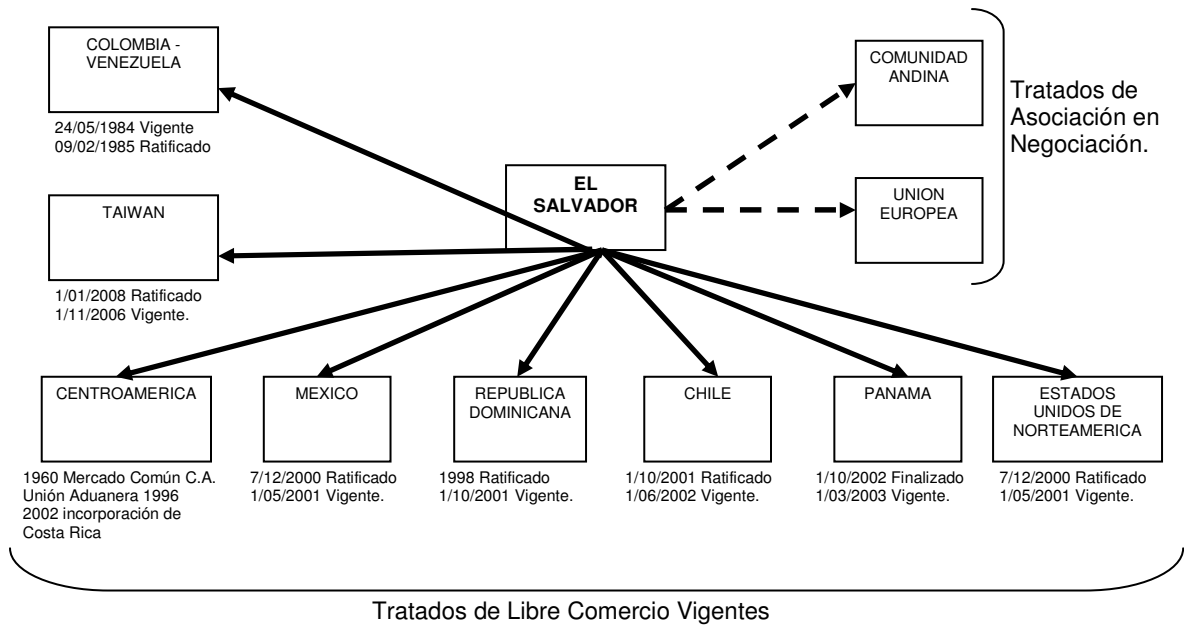 COLOMBIA -
VENEZUELA
24/05/1984 Vigente
09/02/1985 Ratificado
COMUNIDAD
ANDINA
Tratados de
Asociación en
Negociación.
EL
SALVADOR
UNION
EUROPEA
TAIWAN
1/01/2008 Ratificado
1/11/2006 Vigente.
CENTROAMERICA
1960 Mercado Común C.A.
Unión Aduanera 1996
2002 incorporación de
Costa Rica
MEXICO
7/12/2000 Ratificado
1/05/2001 Vigente.
REPUBLICA
DOMINICANA
1998 Ratificado
1/10/2001 Vigente.
CHILE
1/10/2001 Ratificado
1/06/2002 Vigente.
PANAMA
1/10/2002 Finalizado
1/03/2003 Vigente.
ESTADOS
UNIDOS DE
NORTEAMERICA
7/12/2000 Ratificado
1/05/2001 Vigente.
Tratados de Libre Comercio Vigentes